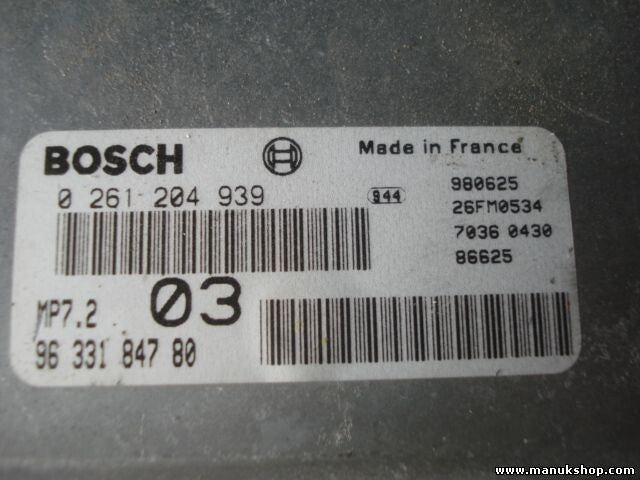 BOSCH
Made in France
0 261 204 939
944
980625
26FM0534
7036 0430
86625
MP7.2
03
96 331 847 80
www.manukshop.com